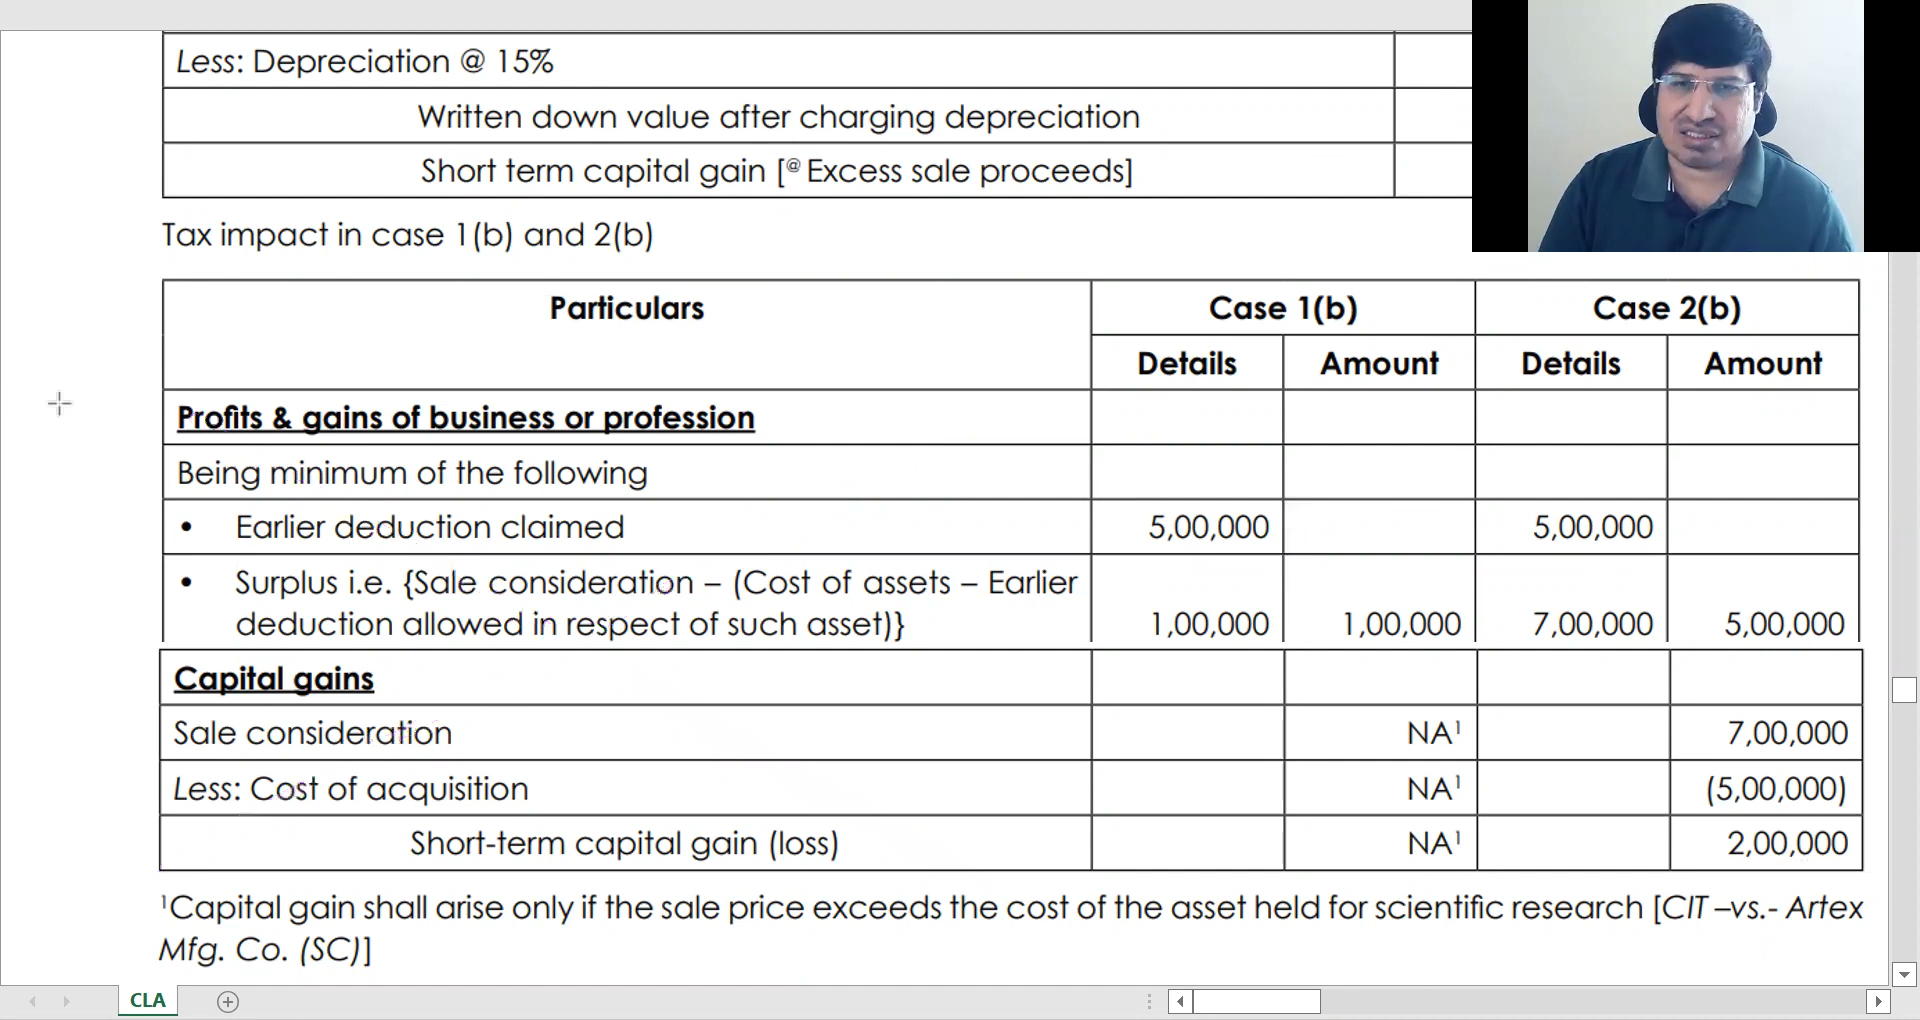 Less: Depreciation @ 15%
Written down value after charging depreciation
Short term capital gain [@ Excess sale proceeds]
Tax impact in case 1(b) and 2(b)
Particulars Case 1(b) Case 2(b)
Details Amount Details Amount
Profits & gains of business or profession
Being minimum of the following
• Earlier deduction claimed 5,00,000 5,00,000
• Surplus i.e. {Sale consideration – (Cost of assets – Earlier
deduction allowed in respect of such asset)} 1,00,000 1,00,000 7,00,000 5,00,000
Capital gains
Sale consideration NA¹ 7,00,000
Less: Cost of acquisition NA¹ (5,00,000)
Short-term capital gain (loss) NA¹ 2,00,000
¹Capital gain shall arise only if the sale price exceeds the cost of the asset held for scientific research [CIT –vs.- Artex
Mfg. Co. (SC)]
CLA